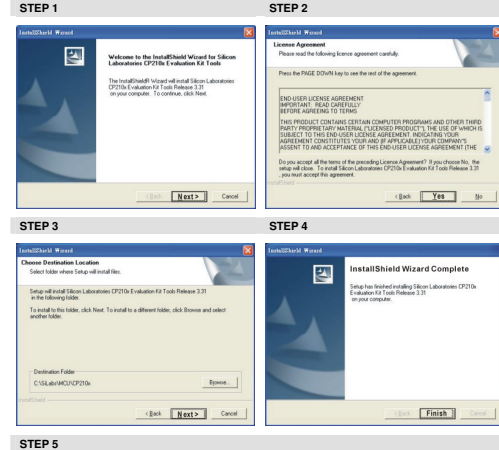 STEP 1
InstallShield Wizard
Welcome to the InstallShield Wizard for Silicon
Laboratories CP210x Evaluation Kit Tools
The InstallShieldR Wizard will install Silicon Laboratories
CP210x Evaluation Kit Tools Release 3.31
on your computer. To continue, click Next.
< Back
Next >
Cancel
STEP 2
InstallShield Wizard
License Agreement
Please read the following license agreement carefully.
Press the PAGE DOWN key to see the rest of the agreement.
END-USER LICENSE AGREEMENT
IMPORTANT: READ CAREFULLY
BEFORE AGREEING TO TERMS
THIS PRODUCT CONTAINS CERTAIN COMPUTER PROGRAMS AND OTHER THIRD
PARTY PROPRIETARY MATERIAL ("LICENSED PRODUCT"), THE USE OF WHICH IS
SUBJECT TO THIS END-USER LICENSE AGREEMENT. INDICATING YOUR
AGREEMENT CONSTITUTES YOUR AND (IF APPLICABLE) YOUR COMPANY'S
ASSENT TO AND ACCEPTANCE OF THIS END-USER LICENSE AGREEMENT (THE
Do you accept all the terms of the preceding License Agreement? If you choose No, the
setup will close. To install Silicon Laboratories CP210x Evaluation Kit Tools Release 3.31
, you must accept this agreement.
InstallShield
< Back
Yes
No
STEP 3
InstallShield Wizard
Choose Destination Location
Select folder where Setup will install files.
Setup will install Silicon Laboratories CP210x Evaluation Kit Tools Release 3.31
in the following folder.
To install to this folder, click Next. To install to a different folder, click Browse and select
another folder.
Destination Folder
C:\SiLabs\MCU\CP210x
Browse...
InstallShield
< Back
Next >
Cancel
STEP 4
InstallShield Wizard
InstallShield Wizard Complete
Setup has finished installing Silicon Laboratories CP210x
Evaluation Kit Tools Release 3.31
on your computer.
< Back
Finish
Cancel
STEP 5